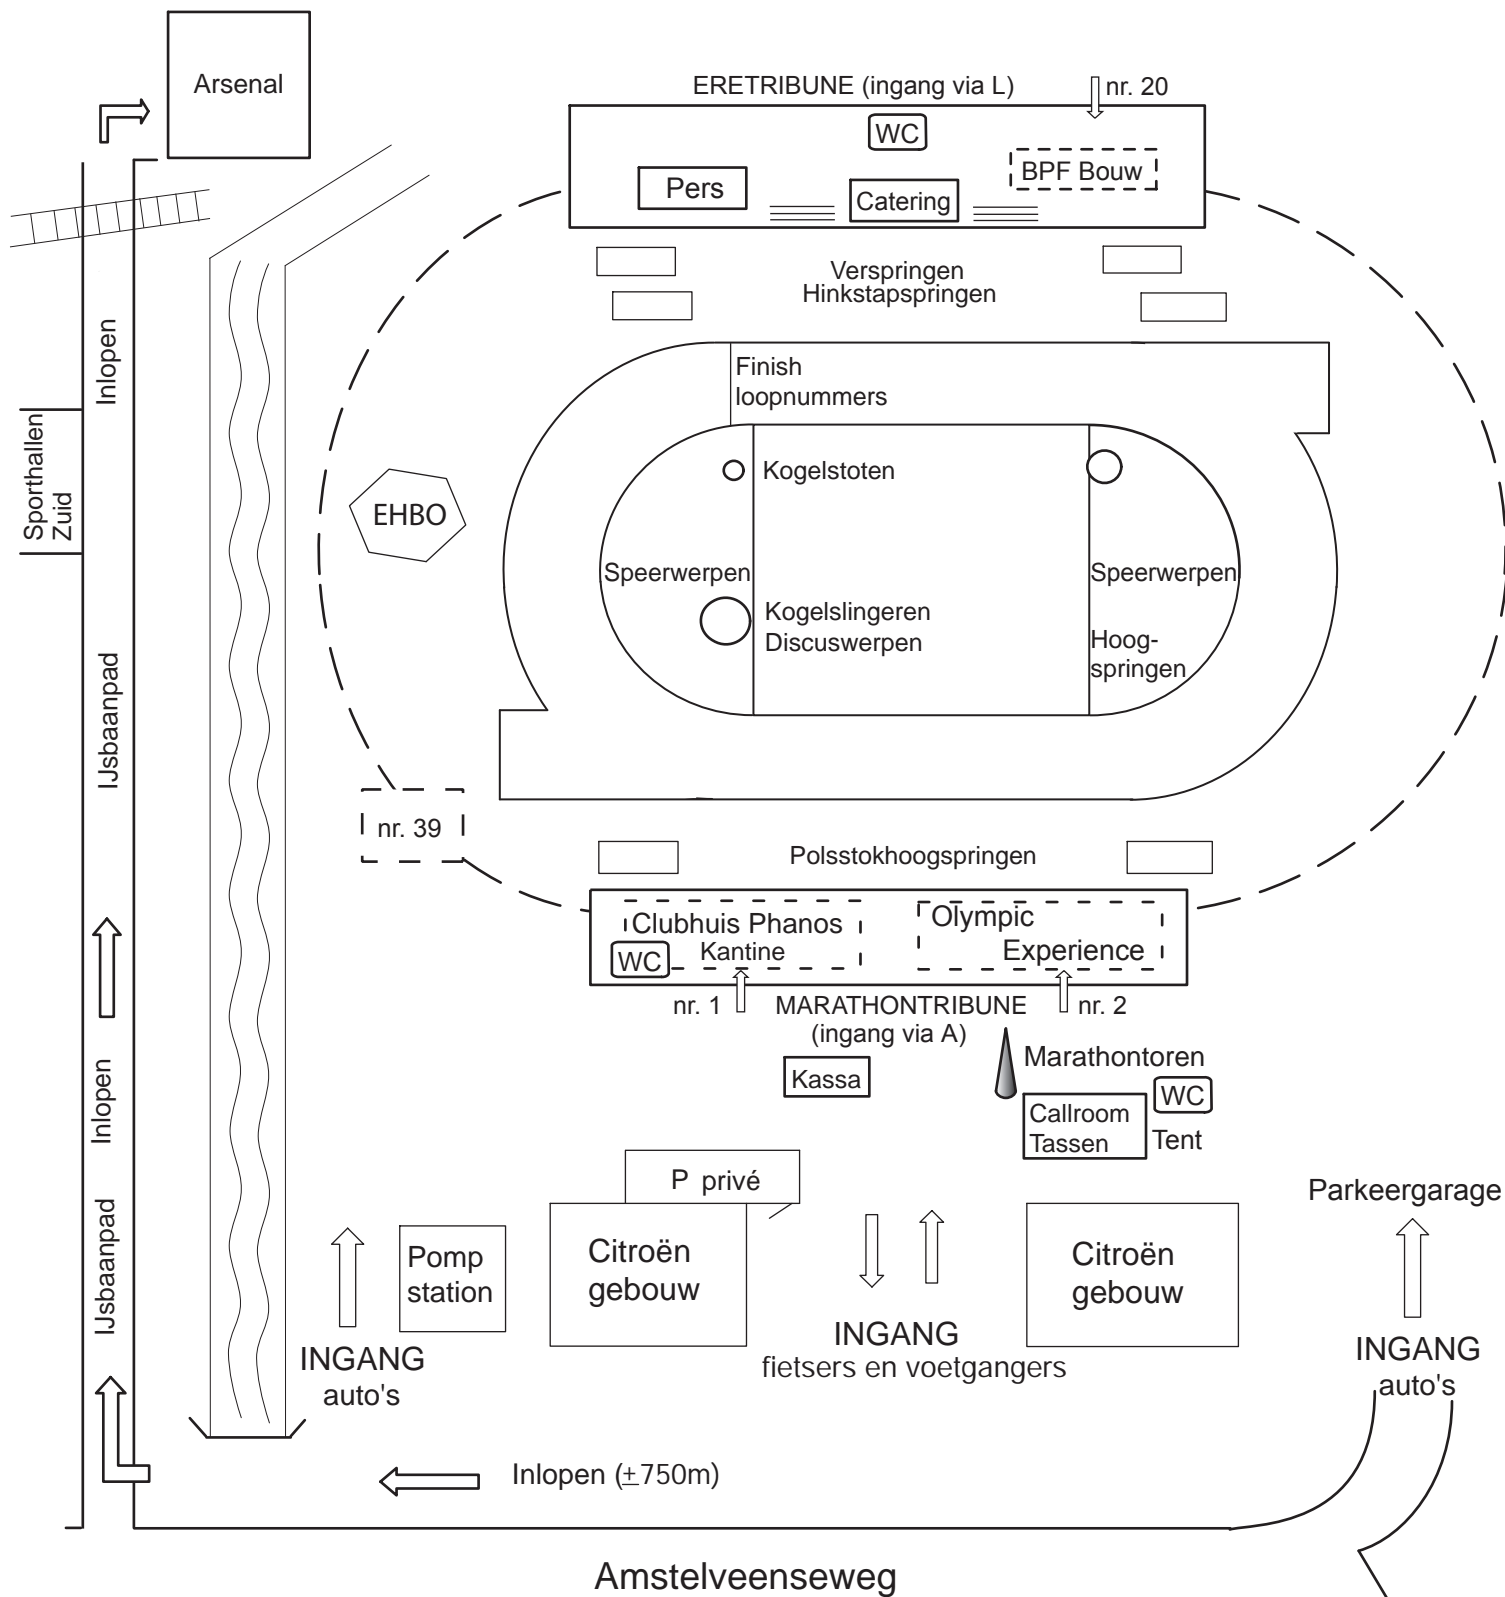 Arsenal
ERETRIBUNE (ingang via L)
nr. 20
WC
BPF Bouw
Pers
Catering
Verspringen
Hinkstapspringen
Inlopen
Finish
loopnummers
Sporthallen
Zuid
EHBO
Kogelstoten
Speerwerpen
Speerwerpen
Kogelslingeren
Discuswerpen
Hoog-
springen
IJsbaanpad
nr. 39
Polsstokhoogspringen
Clubhuis Phanos
Kantine
WC
Olympic
Experience
nr. 1
MARATHONTRIBUNE
(ingang via A)
nr. 2
Kassa
Marathontoren
WC
Callroom
Tassen
Tent
Inlopen
P privé
Parkeergarage
IJsbaanpad
Pomp
station
Citroën
gebouw
Citroën
gebouw
INGANG
auto's
INGANG
fietsers en voetgangers
INGANG
auto's
Inlopen (±750m)
Amstelveenseweg